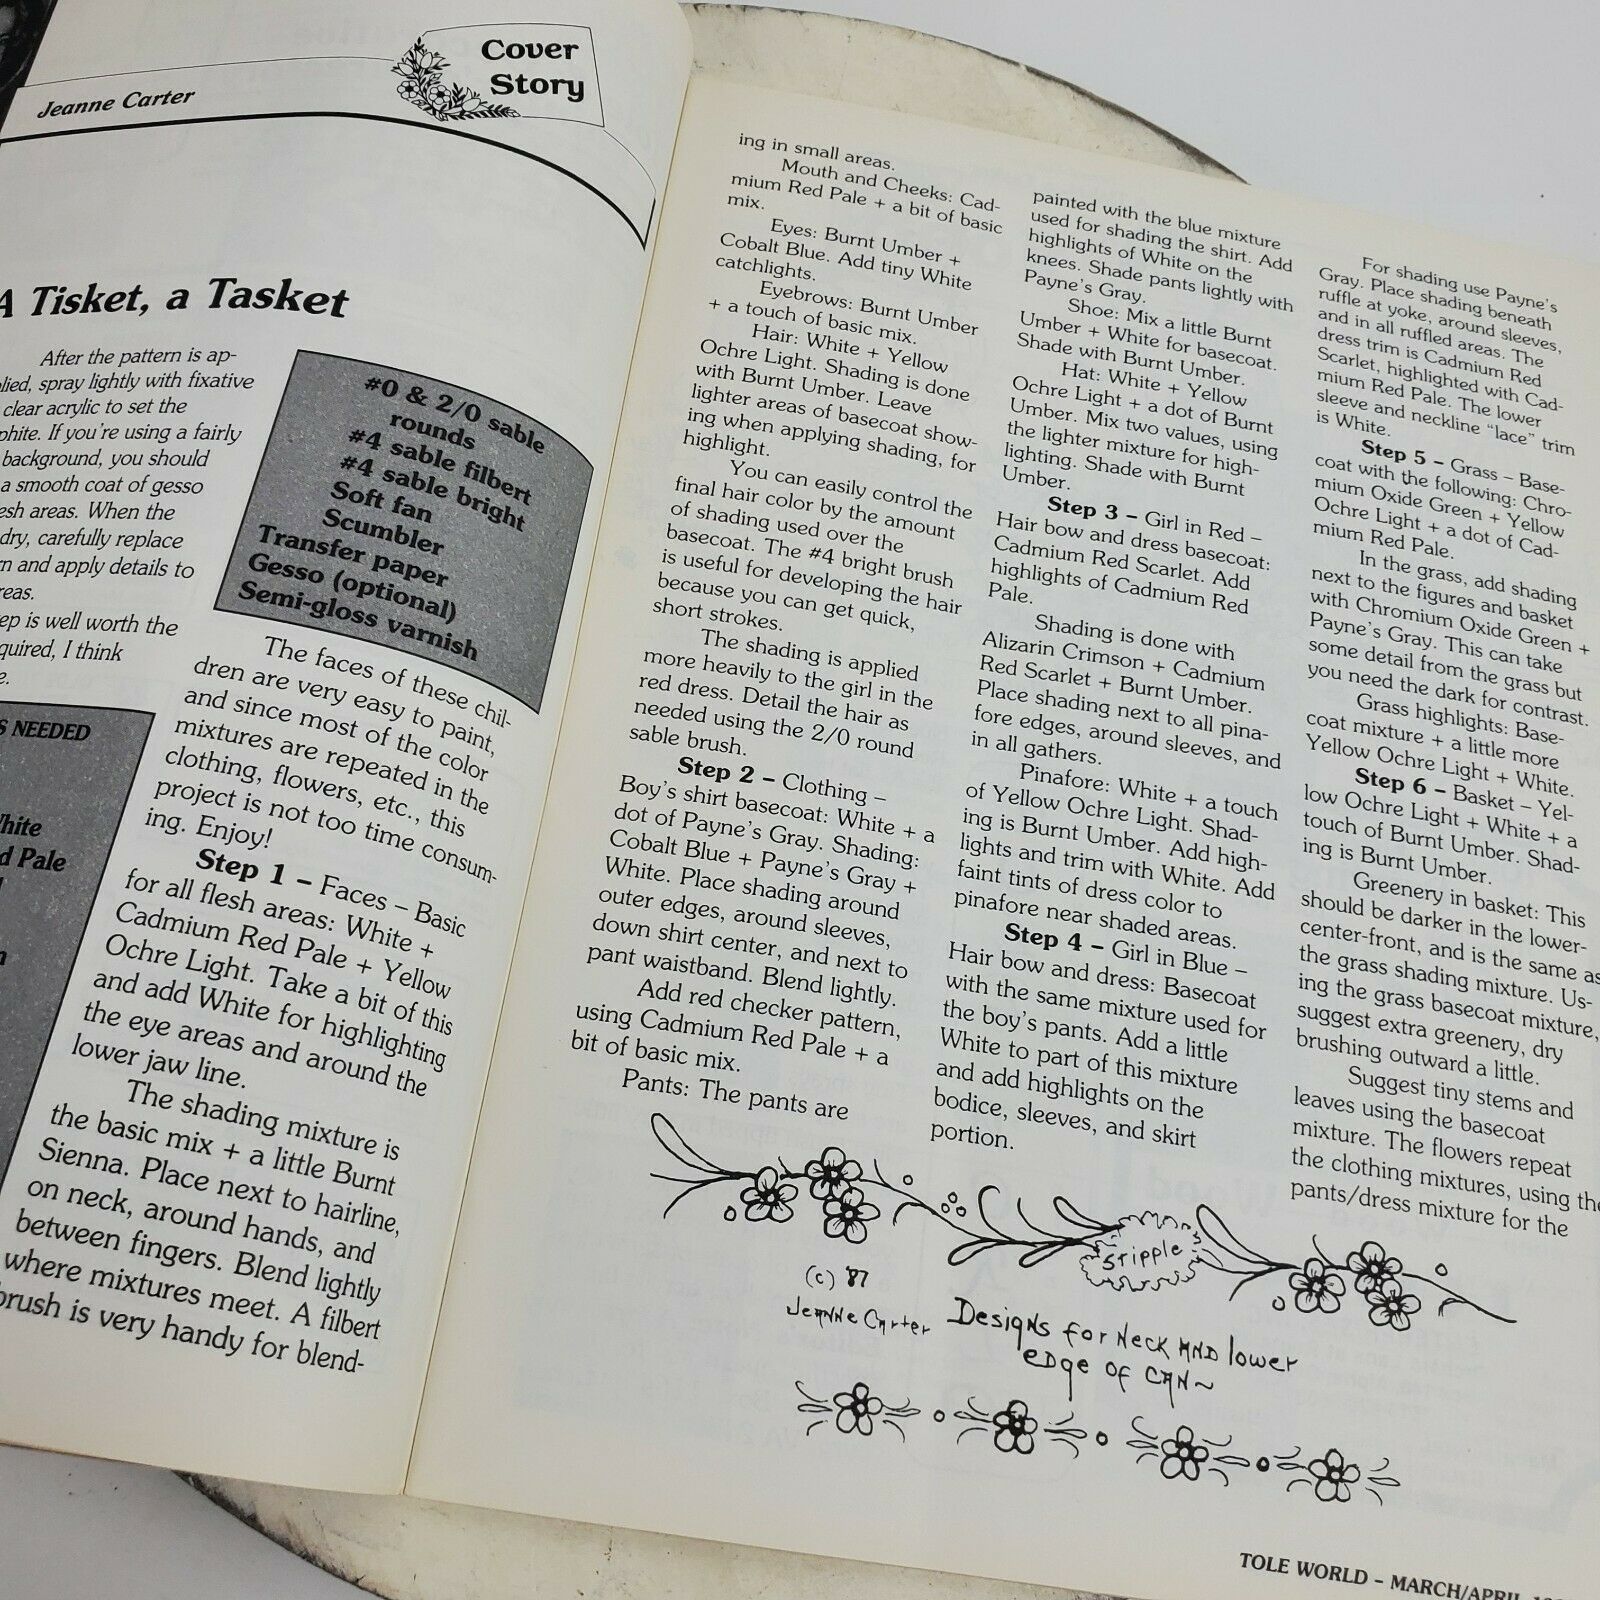 Cover
Story
Jeanne Carter
A Tisket, a Tasket
After the pattern is ap-
plied, spray lightly with fixative
clear acrylic to set the
If you're using a fairly
background, you should
a smooth coat of gesso
areas. When the
dry, carefully replace
and apply details to
is well worth the
I think
NEEDED
Pale
#0 & 2/0 sable
rounds
#4 sable filbert
#4 sable bright
Soft fan
Scumbler
Transfer paper
Gesso (optional)
Semi-gloss varnish
The faces of these chil-
dren are very easy to paint,
and since most of the color
mixtures are repeated in the
clothing, flowers, etc., this
project is not too time consum-
ing. Enjoy!
Step 1 – Faces – Basic
for all flesh areas: White +
Cadmium Red Pale + Yellow
Ochre Light. Take a bit of this
and add White for highlighting
the eye areas and around the
lower jaw line.
The shading mixture is
the basic mix + a little Burnt
Sienna. Place next to hairline,
on neck, around hands, and
between fingers. Blend lightly
where mixtures meet. A filbert
brush is very handy for blend-
ing in small areas.
Mouth and Cheeks: Cad-
mium Red Pale + a bit of basic
mix.
Eyes: Burnt Umber +
Cobalt Blue. Add tiny White
catchlights.
Eyebrows: Burnt Umber
+ a touch of basic mix.
Hair: White + Yellow
Ochre Light. Shading is done
with Burnt Umber. Leave
lighter areas of basecoat show-
ing when applying shading, for
highlight.
You can easily control the
final hair color by the amount
of shading used over the
basecoat. The #4 bright brush
is useful for developing the hair
because you can get quick,
short strokes.
The shading is applied
more heavily to the girl in the
red dress. Detail the hair as
needed using the 2/0 round
sable brush.
Step 2 – Clothing –
Boy's shirt basecoat: White + a
dot of Payne's Gray. Shading:
Cobalt Blue + Payne's Gray +
White. Place shading around
outer edges, around sleeves,
down shirt center, and next to
pant waistband. Blend lightly.
Add red checker pattern,
using Cadmium Red Pale + a
bit of basic mix.
Pants: The pants are
painted with the blue mixture
used for shading the shirt. Add
highlights of White on the
knees. Shade pants lightly with
Payne's Gray.
Shoe: Mix a little Burnt
Umber + White for basecoat.
Shade with Burnt Umber.
Hat: White + Yellow
Ochre Light + a dot of Burnt
Umber. Mix two values, using
the lighter mixture for high-
lighting. Shade with Burnt
Umber.
Step 3 – Girl in Red –
Hair bow and dress basecoat:
Cadmium Red Scarlet. Add
highlights of Cadmium Red
Pale.
Shading is done with
Alizarin Crimson + Cadmium
Red Scarlet + Burnt Umber.
Place shading next to all pina-
fore edges, around sleeves, and
in all gathers.
Pinafore: White + a touch
of Yellow Ochre Light. Shad-
ing is Burnt Umber. Add high-
lights and trim with White. Add
faint tints of dress color to
pinafore near shaded areas.
Step 4 – Girl in Blue –
Hair bow and dress: Basecoat
with the same mixture used for
the boy's pants. Add a little
White to part of this mixture
and add highlights on the
bodice, sleeves, and skirt
portion.
For shading use Payne's
Gray. Place shading beneath
ruffle at yoke, around sleeves,
and in all ruffled areas. The
dress trim is Cadmium Red
Scarlet, highlighted with Cad-
mium Red Pale. The lower
sleeve and neckline "lace" trim
is White.
Step 5 – Grass – Base-
coat with the following: Chro-
mium Oxide Green + Yellow
Ochre Light + a dot of Cad-
mium Red Pale.
In the grass, add shading
next to the figures and basket
with Chromium Oxide Green +
Payne's Gray. This can take
some detail from the grass but
you need the dark for contrast.
Grass highlights: Base-
coat mixture + a little more
Yellow Ochre Light + White.
Step 6 – Basket – Yel-
low Ochre Light + White + a
touch of Burnt Umber. Shad-
ing is Burnt Umber.
Greenery in basket: This
should be darker in the lower-
center-front, and is the same as
the grass shading mixture. Us-
ing the grass basecoat mixture,
suggest extra greenery, dry
brushing outward a little.
Suggest tiny stems and
leaves using the basecoat
mixture. The flowers repeat
the clothing mixtures, using the
pants/dress mixture for the
stipple
(c) '87
Jeanne Carter
Designs for neck and lower
edge of can ~
TOLE WORLD – MARCH/APRIL